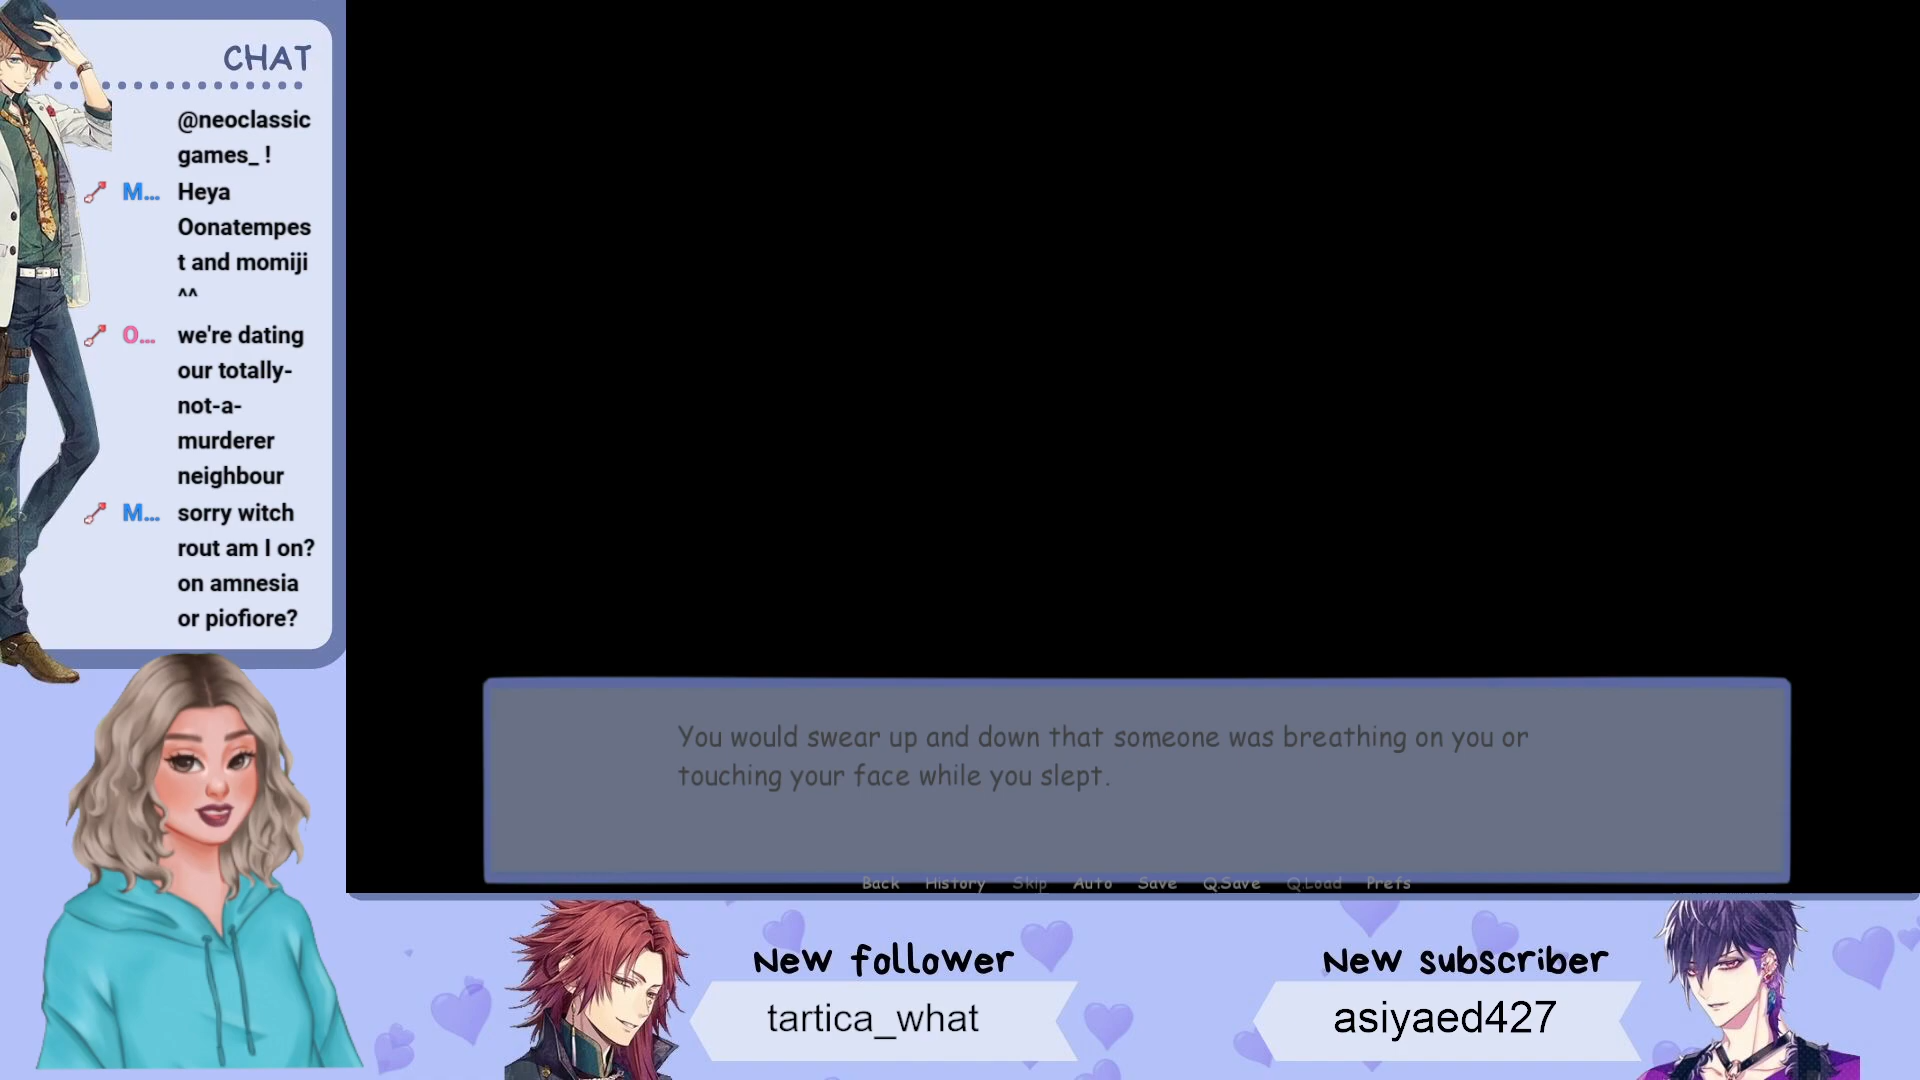 CHAT
@neoclassic
games_ !
M... Heya
Oonatempes
t and momiji
^^
O... we're dating
our totally-
not-a-
murderer
neighbour
M... sorry witch
rout am I on?
on amnesia
or piofiore?
You would swear up and down that someone was breathing on you or
touching your face while you slept.
Back History Skip Auto Save Q.Save Q.Load Prefs
New follower
tartica_what
New subscriber
asiyaed427